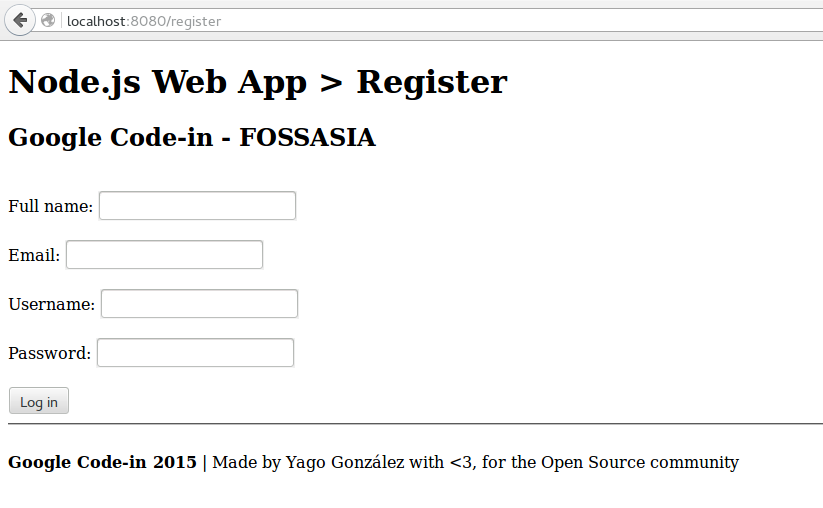 localhost:8080/register
Node.js Web App > Register
Google Code-in - FOSSASIA
Full name:
Email:
Username:
Password:
Log in
Google Code-in 2015 | Made by Yago González with <3, for the Open Source community